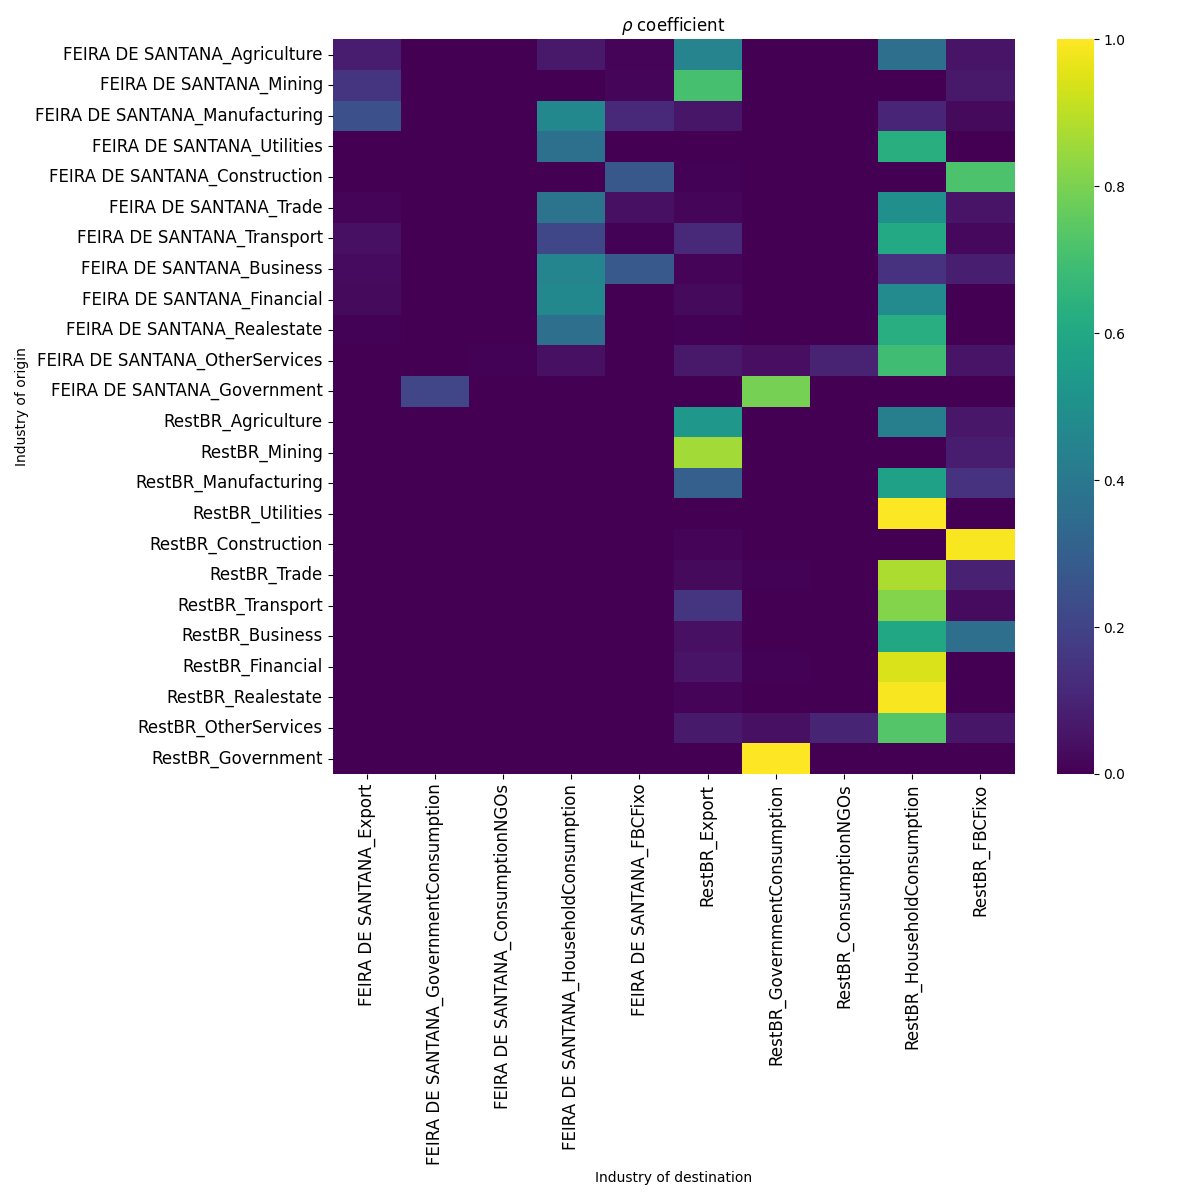 ρ coefficient
FEIRA DE SANTANA_Agriculture
FEIRA DE SANTANA_Mining
FEIRA DE SANTANA_Manufacturing
FEIRA DE SANTANA_Utilities
FEIRA DE SANTANA_Construction
FEIRA DE SANTANA_Trade
FEIRA DE SANTANA_Transport
FEIRA DE SANTANA_Business
FEIRA DE SANTANA_Financial
FEIRA DE SANTANA_Realestate
FEIRA DE SANTANA_OtherServices
FEIRA DE SANTANA_Government
RestBR_Agriculture
RestBR_Mining
RestBR_Manufacturing
RestBR_Utilities
RestBR_Construction
RestBR_Trade
RestBR_Transport
RestBR_Business
RestBR_Financial
RestBR_Realestate
RestBR_OtherServices
RestBR_Government
Industry of origin
FEIRA DE SANTANA_Export
FEIRA DE SANTANA_GovernmentConsumption
FEIRA DE SANTANA_ConsumptionNGOs
FEIRA DE SANTANA_HouseholdConsumption
FEIRA DE SANTANA_FBCFixo
RestBR_Export
RestBR_GovernmentConsumption
RestBR_ConsumptionNGOs
RestBR_HouseholdConsumption
RestBR_FBCFixo
Industry of destination
1.0
0.8
0.6
0.4
0.2
0.0